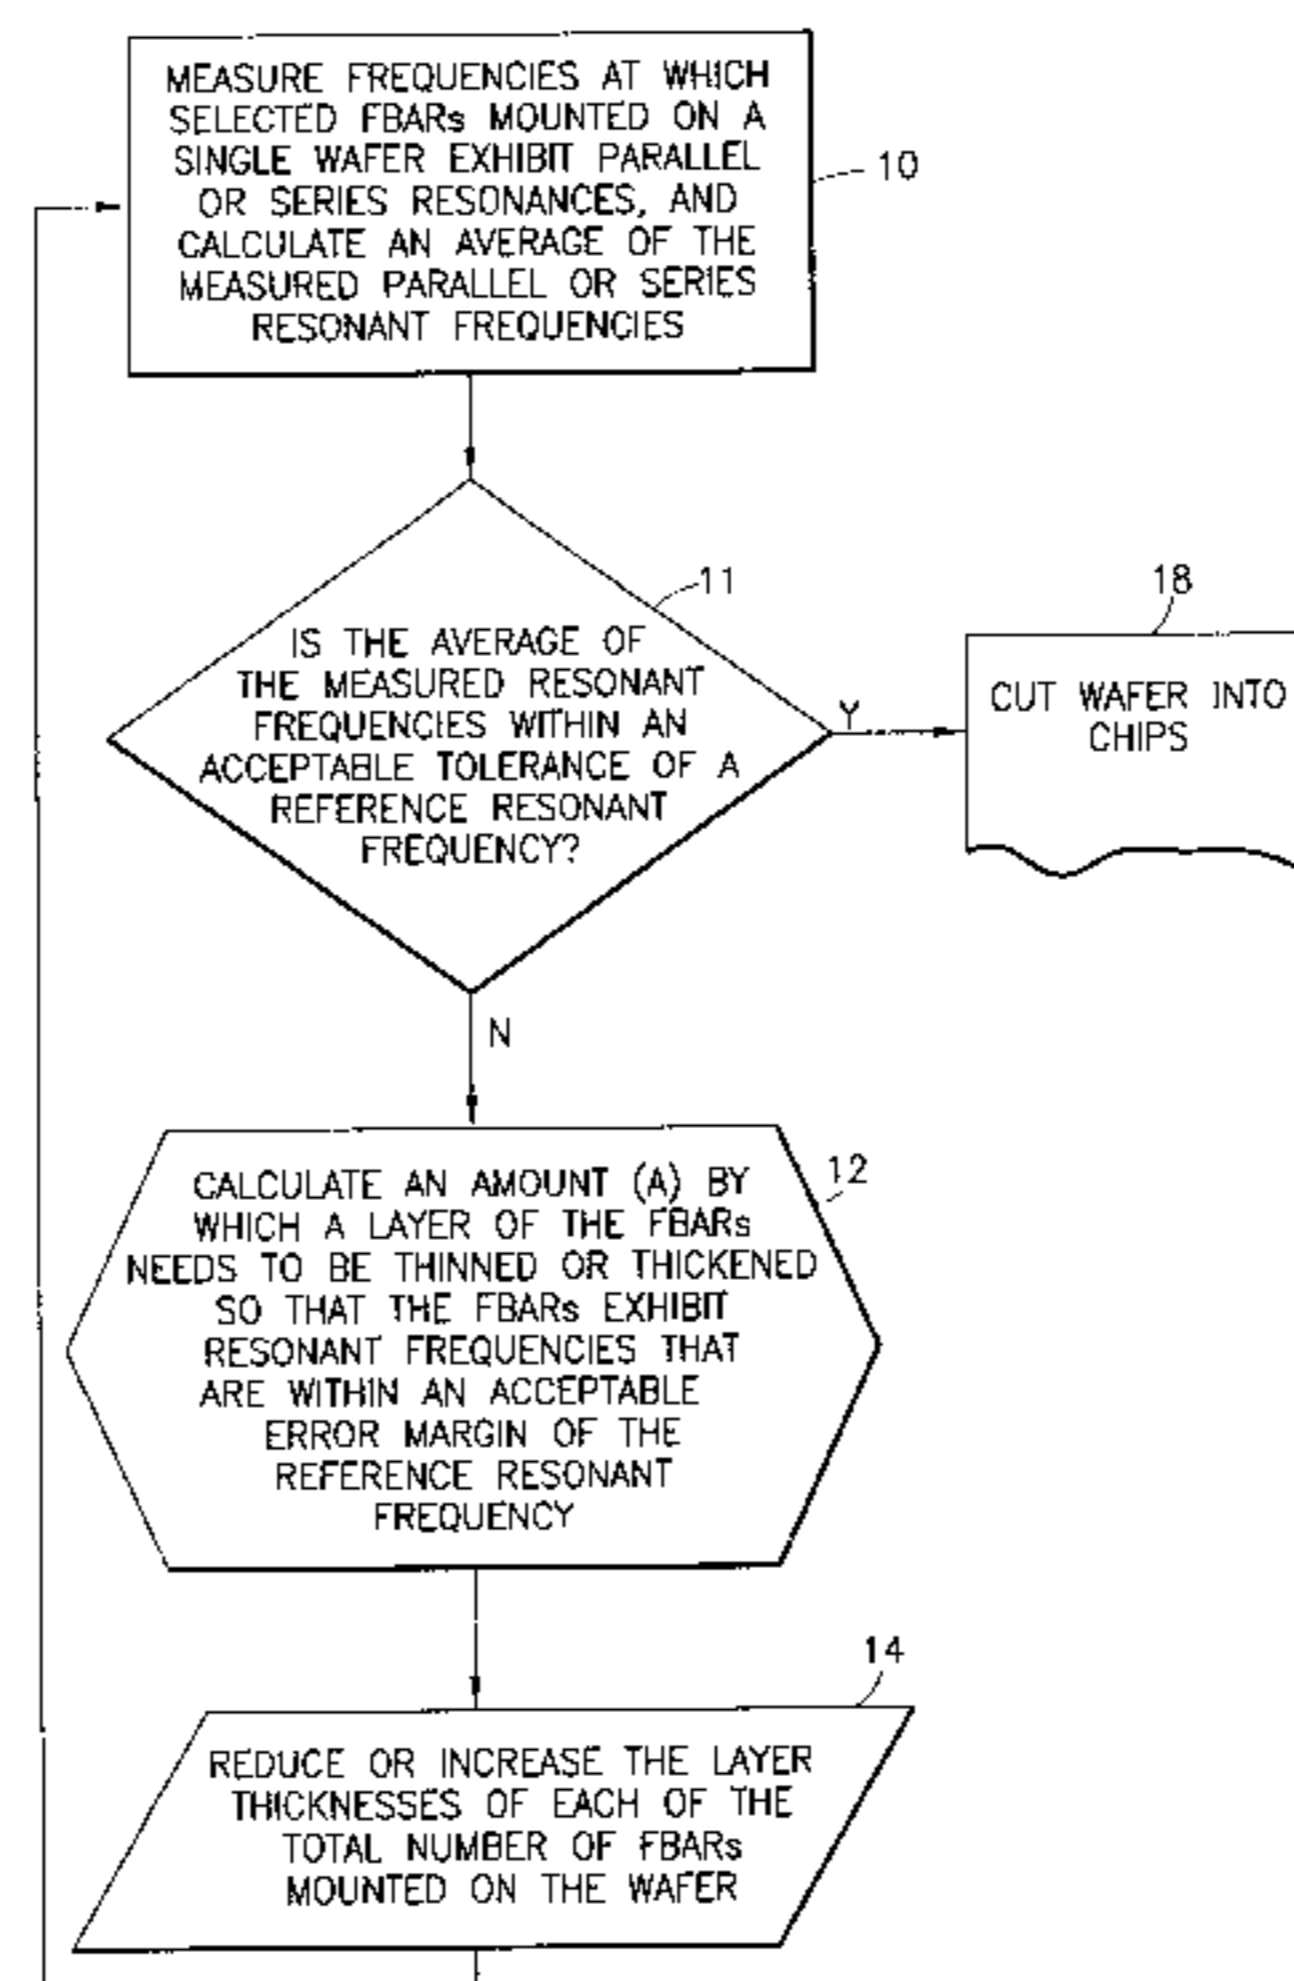 MEASURE FREQUENCIES AT WHICH
SELECTED FBARs MOUNTED ON A
SINGLE WAFER EXHIBIT PARALLEL
OR SERIES RESONANCES, AND
CALCULATE AN AVERAGE OF THE
MEASURED PARALLEL OR SERIES
RESONANT FREQUENCIES
10
11
IS THE AVERAGE OF
THE MEASURED RESONANT
FREQUENCIES WITHIN AN
ACCEPTABLE TOLERANCE OF A
REFERENCE RESONANT
FREQUENCY?
Y
18
CUT WAFER INTO
CHIPS
N
12
CALCULATE AN AMOUNT (A) BY
WHICH A LAYER OF THE FBARs
NEEDS TO BE THINNED OR THICKENED
SO THAT THE FBARs EXHIBIT
RESONANT FREQUENCIES THAT
ARE WITHIN AN ACCEPTABLE
ERROR MARGIN OF THE
REFERENCE RESONANT
FREQUENCY
14
REDUCE OR INCREASE THE LAYER
THICKNESSES OF EACH OF THE
TOTAL NUMBER OF FBARs
MOUNTED ON THE WAFER